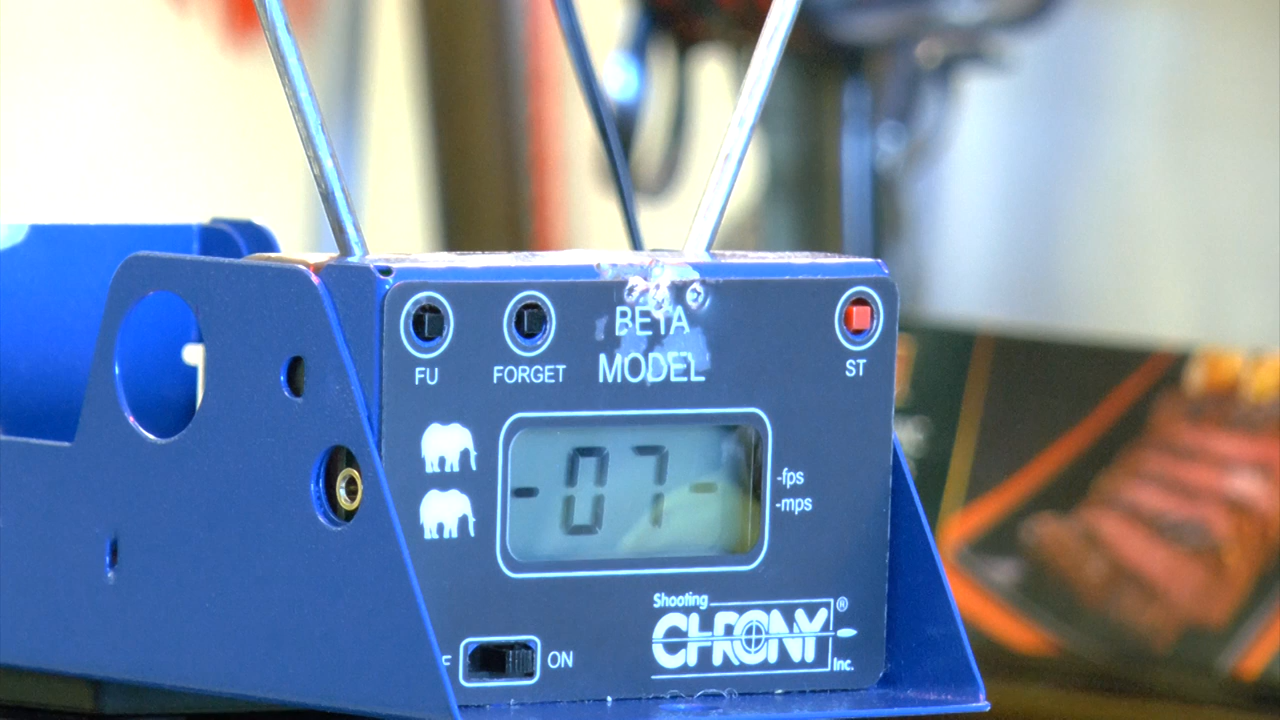 BETA
MODEL
FU
FORGET
ST
-07-
-fps
-mps
Shooting
CHRONY®
Inc.
F
ON